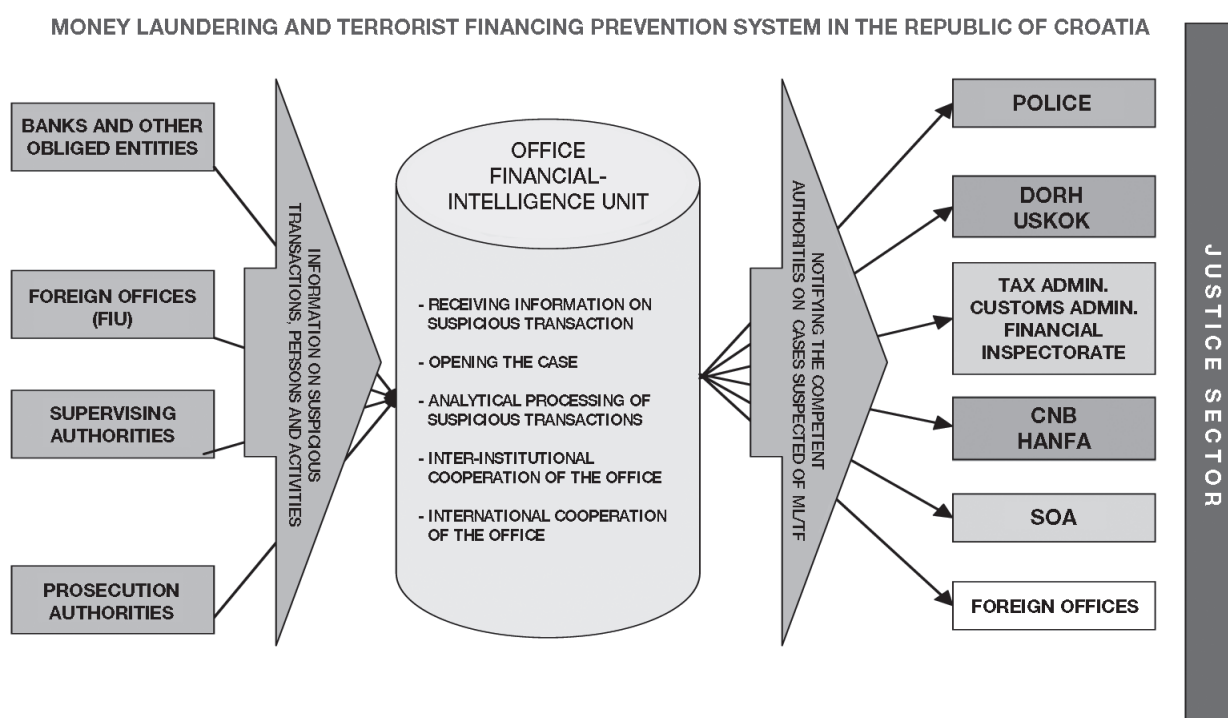 MONEY LAUNDERING AND TERRORIST FINANCING PREVENTION SYSTEM IN THE REPUBLIC OF CROATIA
BANKS AND OTHER
OBLIGED ENTITIES
FOREIGN OFFICES
(FIU)
SUPERVISING
AUTHORITIES
PROSECUTION
AUTHORITIES
INFORMATION ON SUSPICIOUS
TRANSACTIONS, PERSONS AND ACTIVITIES
OFFICE
FINANCIAL-
INTELLIGENCE UNIT
- RECEIVING INFORMATION ON
SUSPICIOUS TRANSACTION
- OPENING THE CASE
- ANALYTICAL PROCESSING OF
SUSPICIOUS TRANSACTIONS
- INTER-INSTITUTIONAL
COOPERATION OF THE OFFICE
- INTERNATIONAL COOPERATION
OF THE OFFICE
NOTIFYING THE COMPETENT
AUTHORITIES ON CASES SUSPECTED OF ML/TF
POLICE
DORH
USKOK
TAX ADMIN.
CUSTOMS ADMIN.
FINANCIAL
INSPECTORATE
CNB
HANFA
SOA
FOREIGN OFFICES
JUSTICE SECTOR